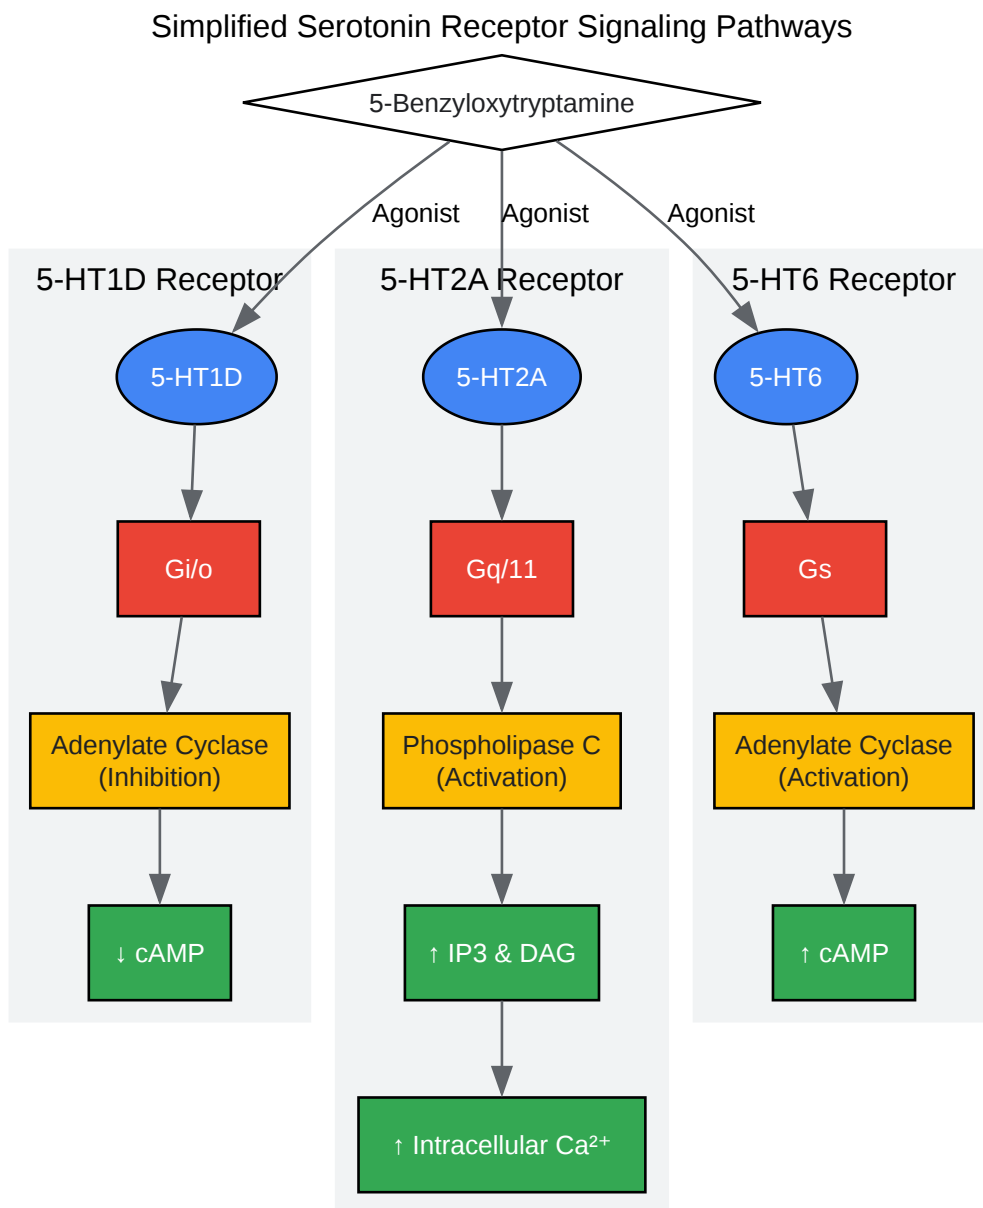 Simplified Serotonin Receptor Signaling Pathways
5-Benzyloxytryptamine
Agonist
Agonist
Agonist
5-HT1D Receptor
5-HT2A Receptor
5-HT6 Receptor
5-HT1D
5-HT2A
5-HT6
Gi/o
Gq/11
Gs
Adenylate Cyclase
(Inhibition)
Phospholipase C
(Activation)
Adenylate Cyclase
(Activation)
↓ cAMP
↑ IP3 & DAG
↑ cAMP
↑ Intracellular Ca²⁺